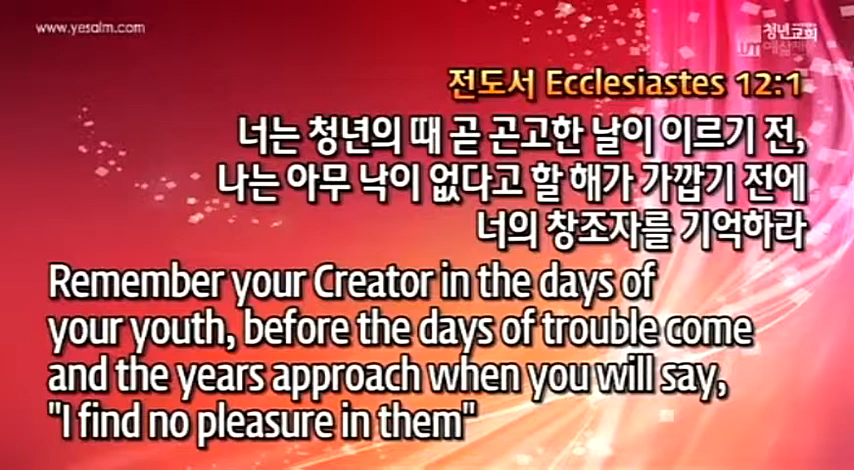 www.yesalm.com
청년교회
전도서 Ecclesiastes 12:1
너는 청년의 때 곧 곤고한 날이 이르기 전,
나는 아무 낙이 없다고 할 해가 가깝기 전에
너의 창조자를 기억하라
Remember your Creator in the days of
your youth, before the days of trouble come
and the years approach when you will say,
"I find no pleasure in them"